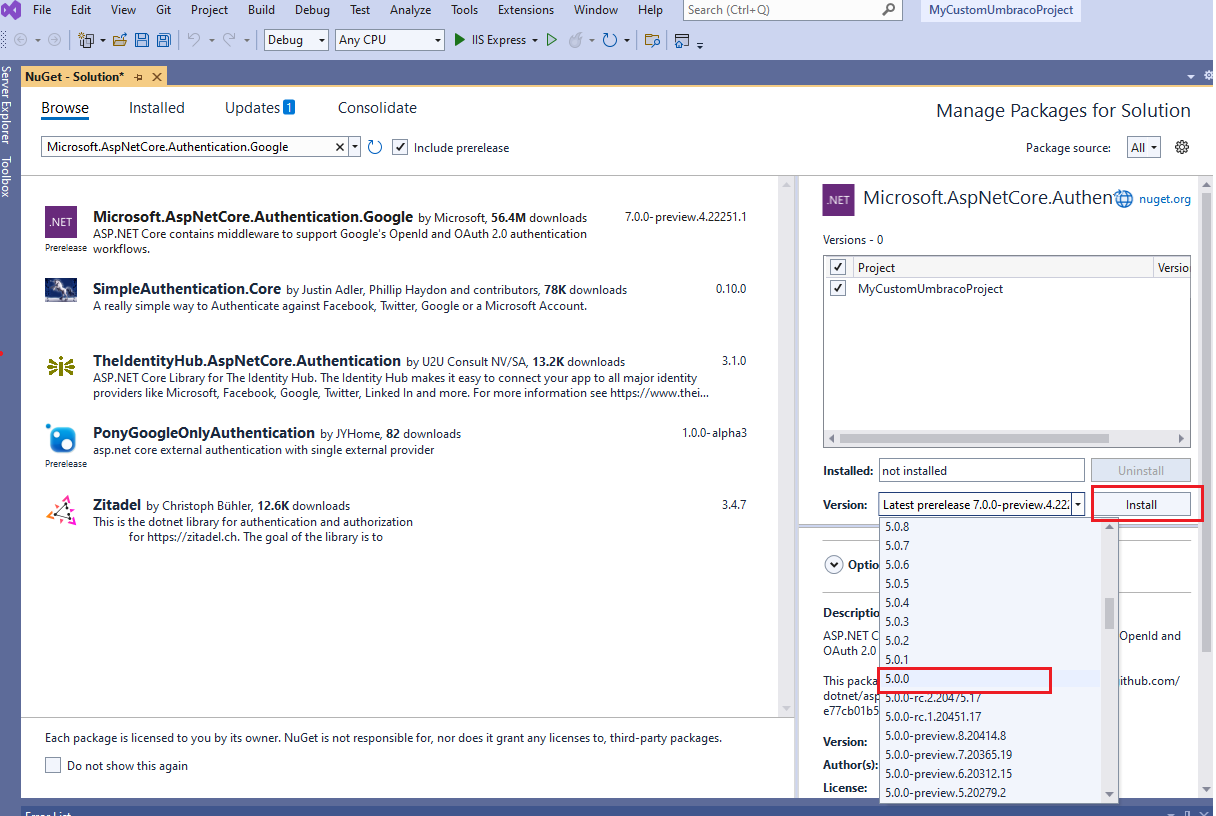 File Edit View Git Project Build Debug Test Analyze Tools Extensions Window Help Search (Ctrl+Q) MyCustomUmbracoProject
Debug Any CPU IIS Express
Server Explorer
Toolbox
NuGet - Solution*
Browse Installed Updates 1 Consolidate
Manage Packages for Solution
Microsoft.AspNetCore.Authentication.Google Include prerelease
Package source: All
.NET
Prerelease
Microsoft.AspNetCore.Authentication.Google by Microsoft, 56.4M downloads 7.0.0-preview.4.22251.1
ASP.NET Core contains middleware to support Google's OpenId and OAuth 2.0 authentication
workflows.
SimpleAuthentication.Core by Justin Adler, Phillip Haydon and contributors, 78K downloads 0.10.0
A really simple way to Authenticate against Facebook, Twitter, Google or a Microsoft Account.
TheIdentityHub.AspNetCore.Authentication by U2U Consult NV/SA, 13.2K downloads 3.1.0
ASP.NET Core Library for The Identity Hub. The Identity Hub makes it easy to connect your app to all major identity
providers like Microsoft, Facebook, Google, Twitter, Linked In and more. For more information see https://www.thei...
PonyGoogleOnlyAuthentication by JYHome, 82 downloads 1.0.0-alpha3
asp.net core external authentication with single external provider
Prerelease
Zitadel by Christoph Bühler, 12.6K downloads 3.4.7
This is the dotnet library for authentication and authorization
for https://zitadel.ch. The goal of the library is to
Each package is licensed to you by its owner. NuGet is not responsible for, nor does it grant any licenses to, third-party packages.
Do not show this again
.NET
Microsoft.AspNetCore.Authen nuget.org
Versions - 0
Project Versio
MyCustomUmbracoProject
Installed: not installed Uninstall
Version: Latest prerelease 7.0.0-preview.4.222 Install
5.0.8
5.0.7
5.0.6
5.0.5
5.0.4
5.0.3
5.0.2
5.0.1
5.0.0
5.0.0-rc.2.20475.17
5.0.0-rc.1.20451.17
5.0.0-preview.8.20414.8
5.0.0-preview.7.20365.19
5.0.0-preview.6.20312.15
5.0.0-preview.5.20279.2
Optio
Descriptio
ASP.NET C OpenId and
OAuth 2.0
This packa github.com/
dotnet/asp
e77cb01b5
Version:
Author(s):
License:
Error List